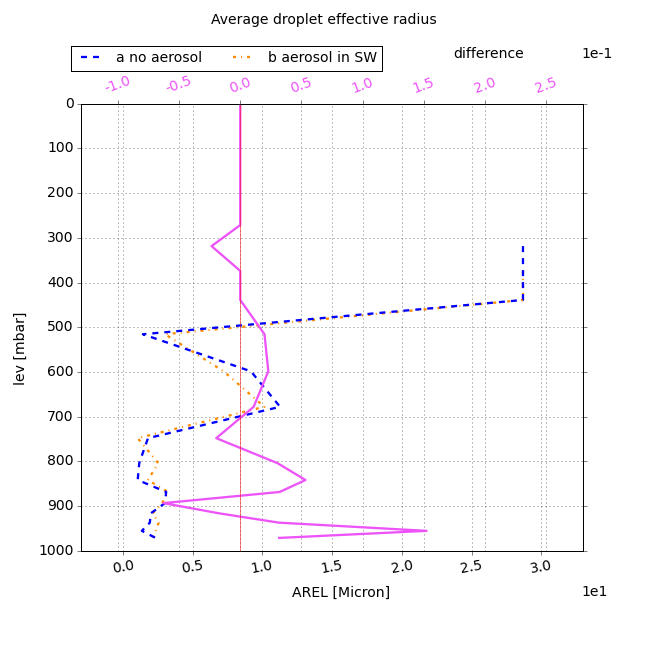 Average droplet effective radius
a no aerosol b aerosol in SW
difference 1e-1
-1.0 -0.5 0.0 0.5 1.0 1.5 2.0 2.5
0
100
200
300
400
500
600
700
800
900
1000
lev [mbar]
0.0 0.5 1.0 1.5 2.0 2.5 3.0
AREL [Micron] 1e1